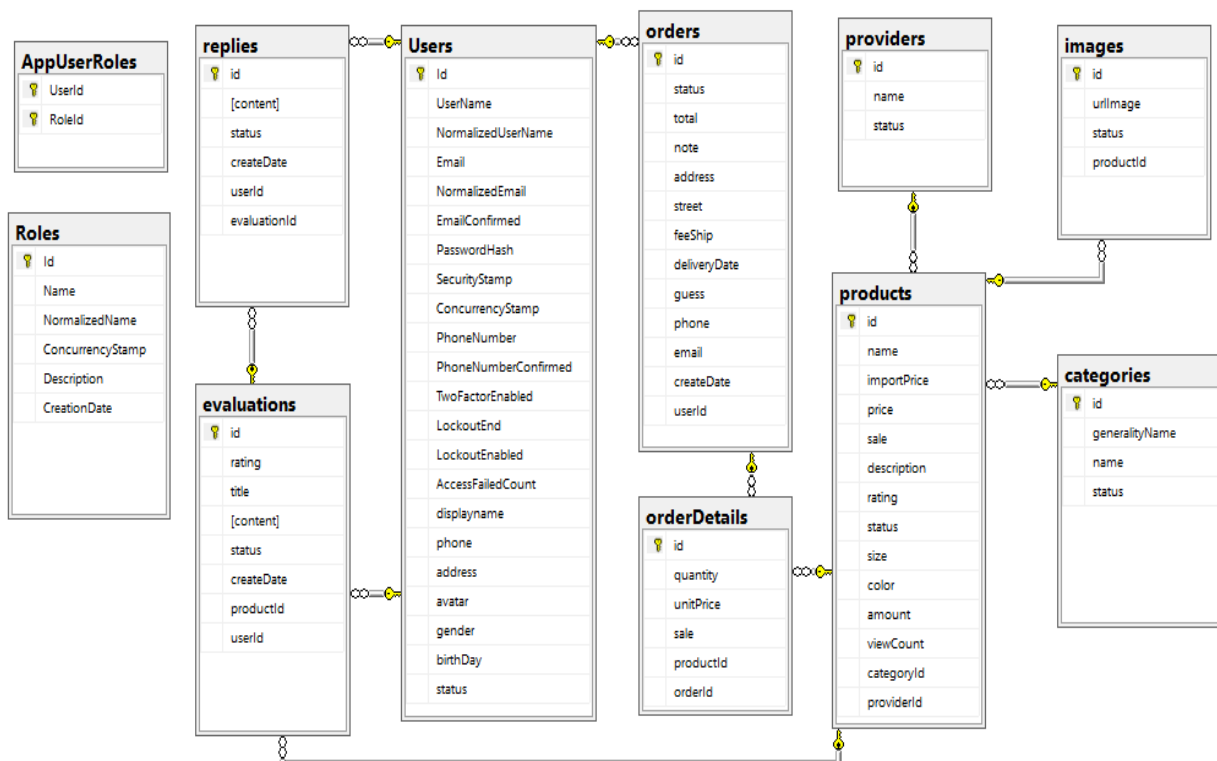 AppUserRoles
UserId
RoleId
Roles
Id
Name
NormalizedName
ConcurrencyStamp
Description
CreationDate
replies
id
[content]
status
createDate
userId
evaluationId
evaluations
id
rating
title
[content]
status
createDate
productId
userId
Users
Id
UserName
NormalizedUserName
Email
NormalizedEmail
EmailConfirmed
PasswordHash
SecurityStamp
ConcurrencyStamp
PhoneNumber
PhoneNumberConfirmed
TwoFactorEnabled
LockoutEnd
LockoutEnabled
AccessFailedCount
displayname
phone
address
avatar
gender
birthDay
status
orders
id
status
total
note
address
street
feeShip
deliveryDate
guess
phone
email
createDate
userId
orderDetails
id
quantity
unitPrice
sale
productId
orderId
providers
id
name
status
products
id
name
importPrice
price
sale
description
rating
status
size
color
amount
viewCount
categoryId
providerId
images
id
urlImage
status
productId
categories
id
generalityName
name
status